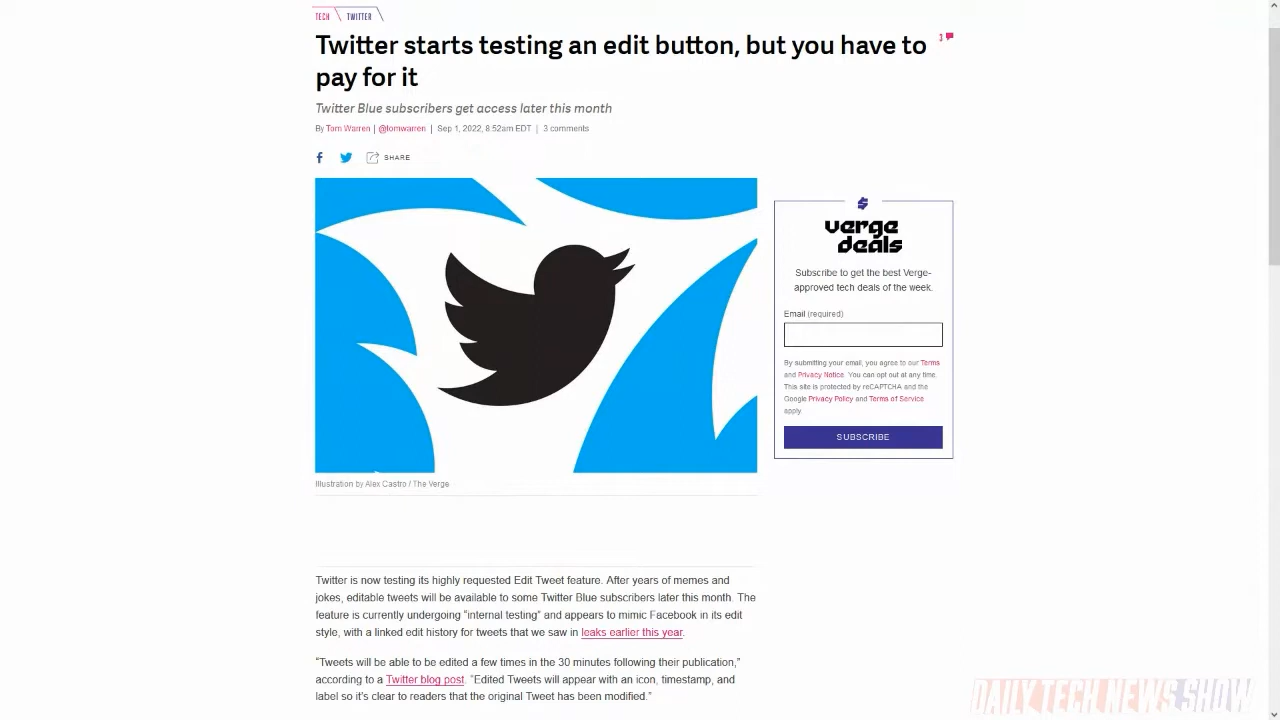 TECH TWITTER
Twitter starts testing an edit button, but you have to
pay for it
3
Twitter Blue subscribers get access later this month
By Tom Warren | @tomwarren | Sep 1, 2022, 8:52am EDT | 3 comments
SHARE
verge
deals
Subscribe to get the best Verge-
approved tech deals of the week.
Email (required)
By submitting your email, you agree to our Terms
and Privacy Notice. You can opt out at any time.
This site is protected by reCAPTCHA and the
Google Privacy Policy and Terms of Service
apply.
SUBSCRIBE
Illustration by Alex Castro / The Verge
Twitter is now testing its highly requested Edit Tweet feature. After years of memes and
jokes, editable tweets will be available to some Twitter Blue subscribers later this month. The
feature is currently undergoing “internal testing” and appears to mimic Facebook in its edit
style, with a linked edit history for tweets that we saw in leaks earlier this year.
“Tweets will be able to be edited a few times in the 30 minutes following their publication,”
according to a Twitter blog post. “Edited Tweets will appear with an icon, timestamp, and
label so it’s clear to readers that the original Tweet has been modified.”
DAILY TECH NEWS SHOW